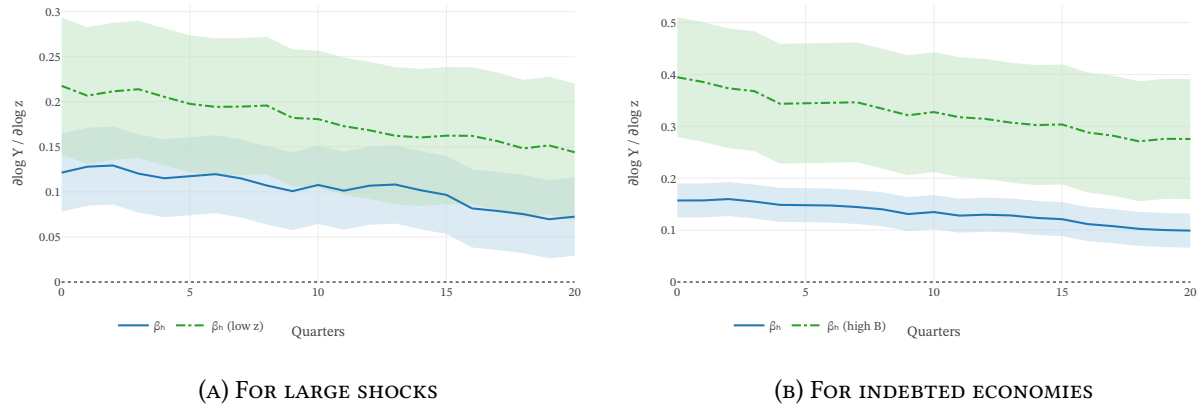 0.3
0.25
0.2
0.15
0.1
0.05
0
∂log Y / ∂log z
0 5 10 15 20
βₕ βₕ (low z) Quarters
(A) For large shocks
0.5
0.4
0.3
0.2
0.1
0
∂log Y / ∂log z
0 5 10 15 20
βₕ βₕ (high B) Quarters
(B) For indebted economies